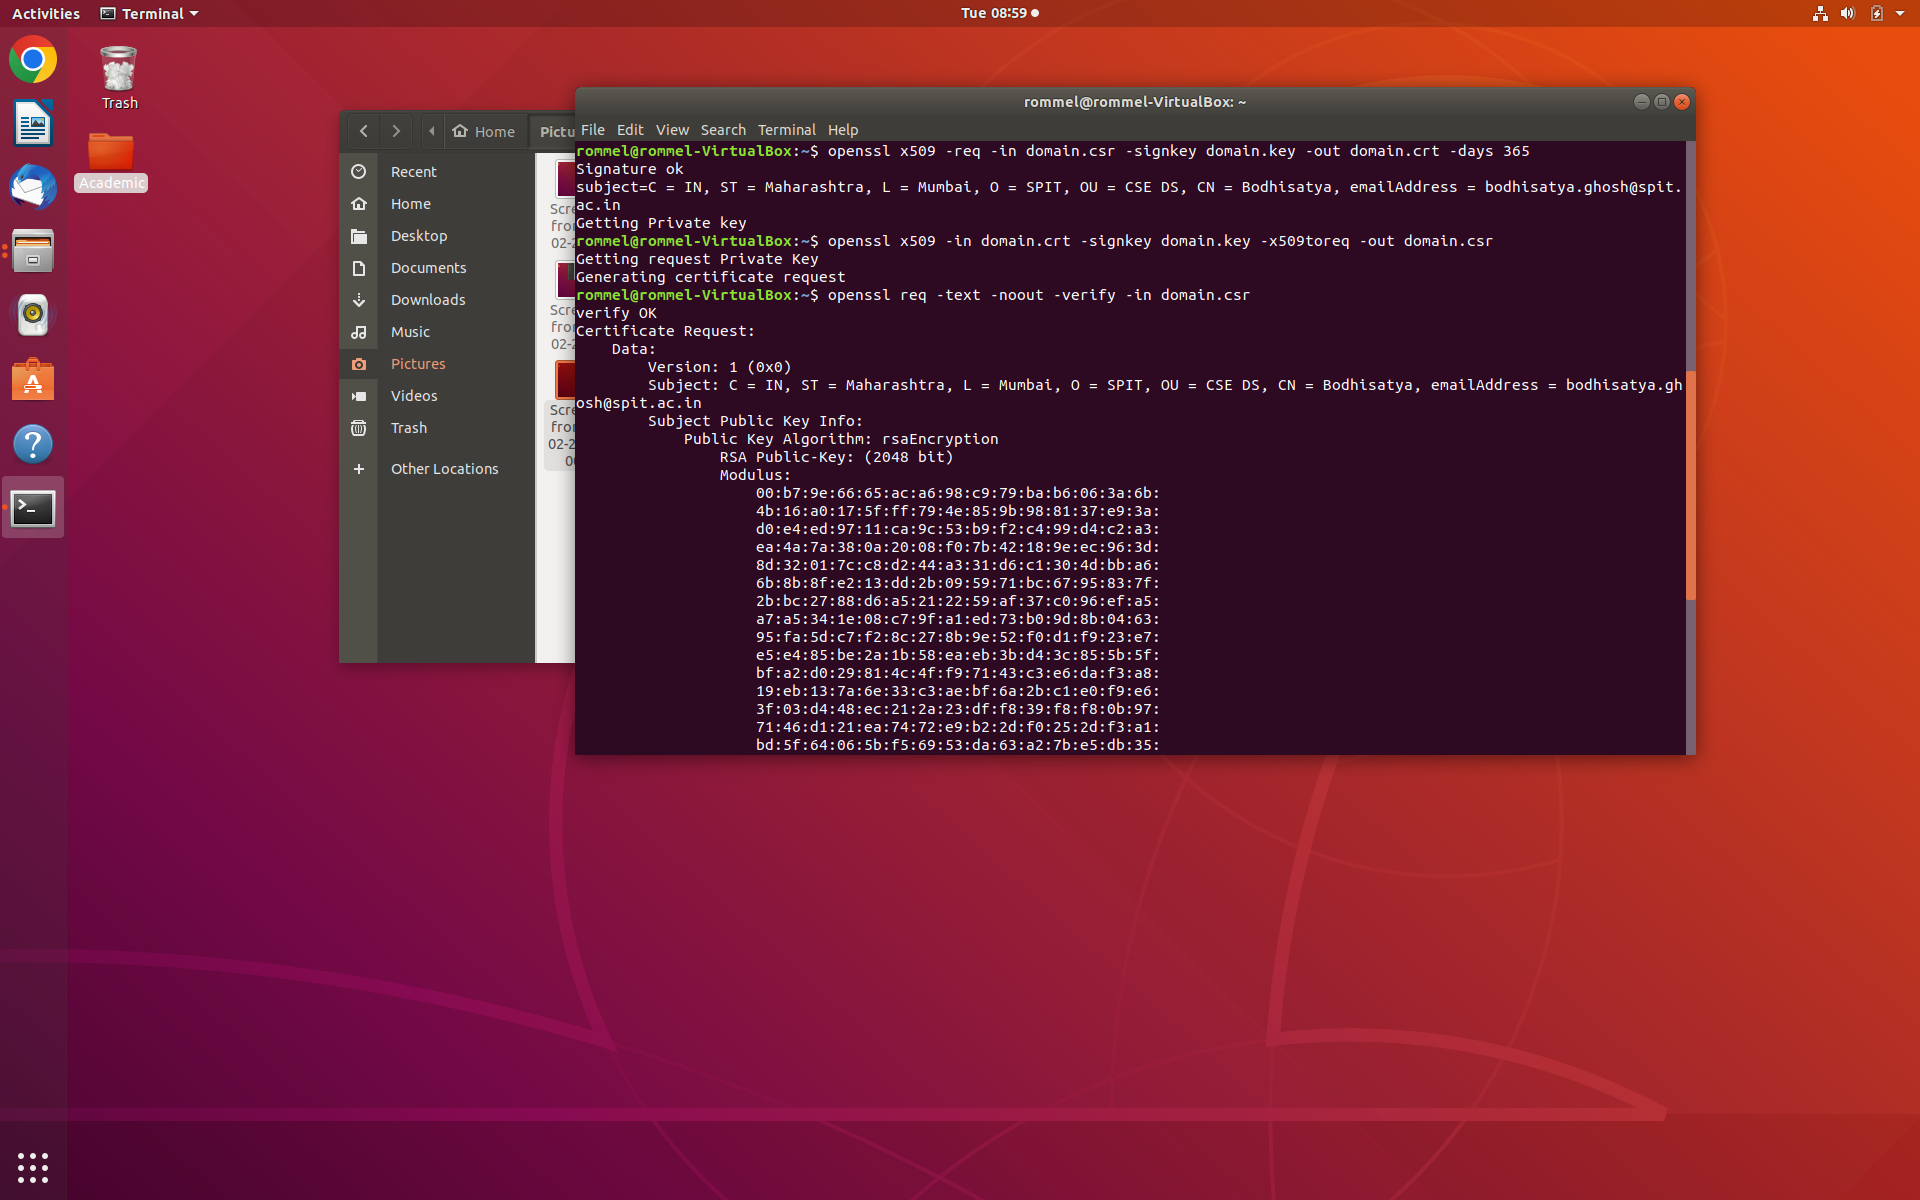 Activities
Terminal
Tue 08:59
Trash
Academic
Home
Pictu
Recent
Home
Desktop
Documents
Downloads
Music
Pictures
Videos
Trash
Other Locations
Scre
from
02-2
Scre
from
02-2
Scre
from
02-2
rommel@rommel-VirtualBox: ~
File Edit View Search Terminal Help
rommel@rommel-VirtualBox:~$ openssl x509 -req -in domain.csr -signkey domain.key -out domain.crt -days 365
Signature ok
subject=C = IN, ST = Maharashtra, L = Mumbai, O = SPIT, OU = CSE DS, CN = Bodhisatya, emailAddress = bodhisatya.ghosh@spit.
ac.in
Getting Private key
rommel@rommel-VirtualBox:~$ openssl x509 -in domain.crt -signkey domain.key -x509toreq -out domain.csr
Getting request Private Key
Generating certificate request
rommel@rommel-VirtualBox:~$ openssl req -text -noout -verify -in domain.csr
verify OK
Certificate Request:
Data:
Version: 1 (0x0)
Subject: C = IN, ST = Maharashtra, L = Mumbai, O = SPIT, OU = CSE DS, CN = Bodhisatya, emailAddress = bodhisatya.gh
osh@spit.ac.in
Subject Public Key Info:
Public Key Algorithm: rsaEncryption
RSA Public-Key: (2048 bit)
Modulus:
00:b7:9e:66:65:ac:a6:98:c9:79:ba:b6:06:3a:6b:
4b:16:a0:17:5f:ff:79:4e:85:9b:98:81:37:e9:3a:
d0:e4:ed:97:11:ca:9c:53:b9:f2:c4:99:d4:c2:a3:
ea:4a:7a:38:0a:20:08:f0:7b:42:18:9e:ec:96:3d:
8d:32:01:7c:c8:d2:44:a3:31:d6:c1:30:4d:bb:a6:
6b:8b:8f:e2:13:dd:2b:09:59:71:bc:67:95:83:7f:
2b:bc:27:88:d6:a5:21:22:59:af:37:c0:96:ef:a5:
a7:a5:34:1e:08:c7:9f:a1:ed:73:b0:9d:8b:04:63:
95:fa:5d:c7:f2:8c:27:8b:9e:52:f0:d1:f9:23:e7:
e5:e4:85:be:2a:1b:58:ea:eb:3b:d4:3c:85:5b:5f:
bf:a2:d0:29:81:4c:4f:f9:71:43:c3:e6:da:f3:a8:
19:eb:13:7a:6e:33:c3:ae:bf:6a:2b:c1:e0:f9:e6:
3f:03:d4:48:ec:21:2a:23:df:f8:39:f8:f8:0b:97:
71:46:d1:21:ea:74:72:e9:b2:2d:f0:25:2d:f3:a1:
bd:5f:64:06:5b:f5:69:53:da:63:a2:7b:e5:db:35: